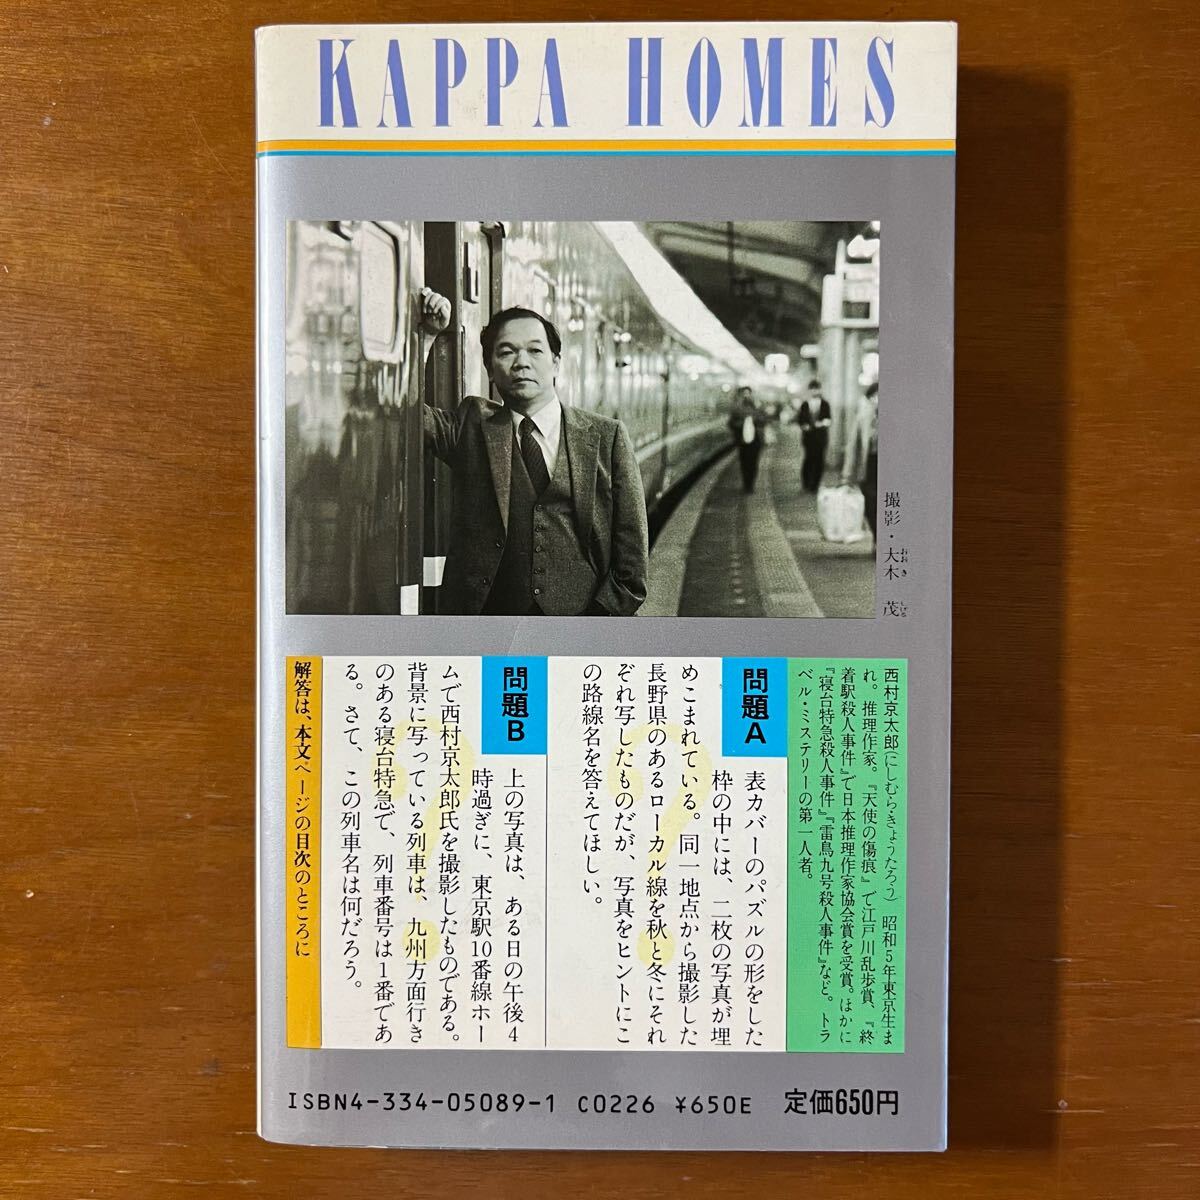 KAPPA HOMES
撮影・大木 茂
おおき しげる
西村京太郎(にしむらきょうたろう) 昭和5年東京生ま
れ。推理作家。『天使の傷痕』で江戸川乱歩賞、『終
着駅殺人事件』で日本推理作家協会賞を受賞。ほかに
『寝台特急殺人事件』『雷鳥九号殺人事件』など。トラ
ベル・ミステリーの第一人者。
問題A
表カバーのパズルの形をした
枠の中には、二枚の写真が埋
めこまれている。同一地点から撮影した
長野県のあるローカル線を秋と冬にそれ
ぞれ写したものだが、写真をヒントにこ
の路線名を答えてほしい。
問題B
上の写真は、ある日の午後4
時過ぎに、東京駅10番線ホー
ムで西村京太郎氏を撮影したものである。
背景に写っている列車は、九州方面行き
のある寝台特急で、列車番号は1番であ
る。さて、この列車名は何だろう。
解答は、本文ページの目次のところに
ISBN4-334-05089-1 C0226 ¥650E 定価650円